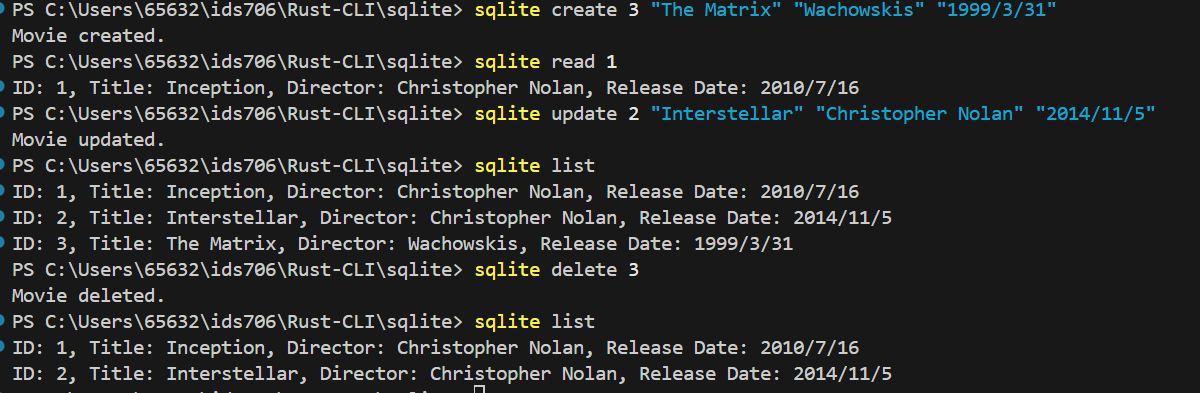 PS C:\Users\65632\ids706\Rust-CLI\sqlite> sqlite create 3 "The Matrix" "Wachowskis" "1999/3/31"
Movie created.
PS C:\Users\65632\ids706\Rust-CLI\sqlite> sqlite read 1
ID: 1, Title: Inception, Director: Christopher Nolan, Release Date: 2010/7/16
PS C:\Users\65632\ids706\Rust-CLI\sqlite> sqlite update 2 "Interstellar" "Christopher Nolan" "2014/11/5"
Movie updated.
PS C:\Users\65632\ids706\Rust-CLI\sqlite> sqlite list
ID: 1, Title: Inception, Director: Christopher Nolan, Release Date: 2010/7/16
ID: 2, Title: Interstellar, Director: Christopher Nolan, Release Date: 2014/11/5
ID: 3, Title: The Matrix, Director: Wachowskis, Release Date: 1999/3/31
PS C:\Users\65632\ids706\Rust-CLI\sqlite> sqlite delete 3
Movie deleted.
PS C:\Users\65632\ids706\Rust-CLI\sqlite> sqlite list
ID: 1, Title: Inception, Director: Christopher Nolan, Release Date: 2010/7/16
ID: 2, Title: Interstellar, Director: Christopher Nolan, Release Date: 2014/11/5